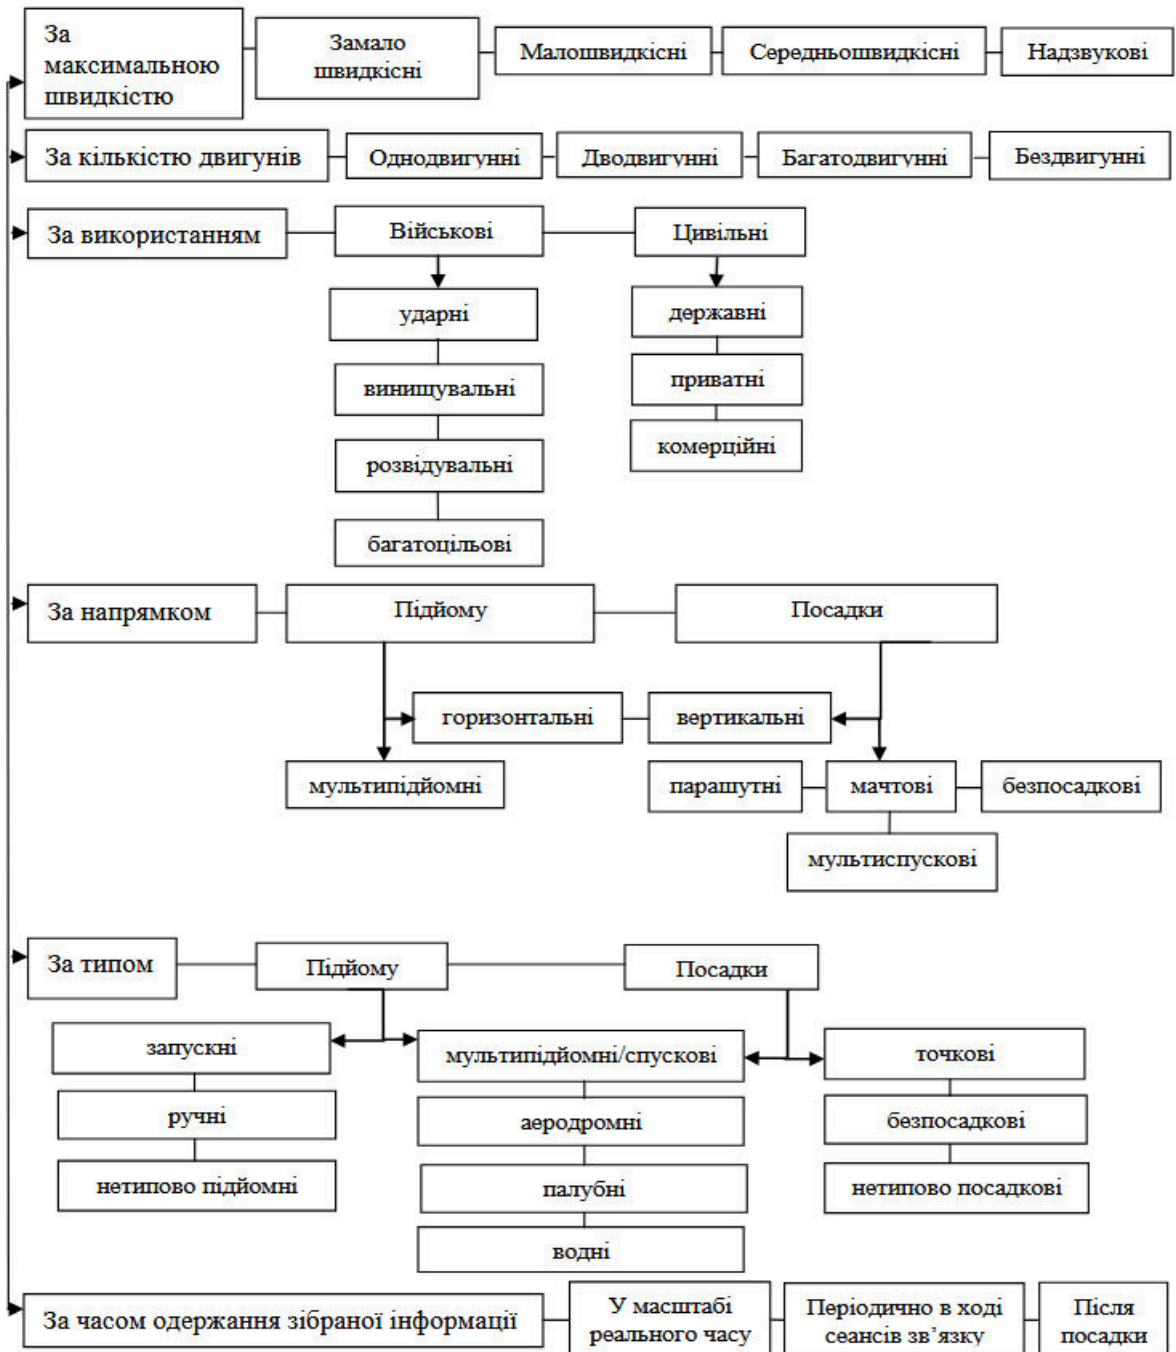 За
максимальною
швидкістю
Замало
швидкісні
Малошвидкісні
Середньошвидкісні
Надзвукові
За кількістю двигунів
Однодвигунні
Дводвигунні
Багатодвигунні
Бездвигунні
За використанням
Військові
Цивільні
ударні
державні
винищувальні
приватні
розвідувальні
комерційні
багатоцільові
За напрямком
Підйому
Посадки
горизонтальні
вертикальні
мультипідйомні
парашутні
мачтові
безпосадкові
мультиспускові
За типом
Підйому
Посадки
запускні
мультипідйомні/спускові
точкові
ручні
аеродромні
безпосадкові
нетипово підйомні
палубні
нетипово посадкові
водні
За часом одержання зібраної інформації
У масштабі
реального часу
Періодично в ході
сеансів зв’язку
Після
посадки